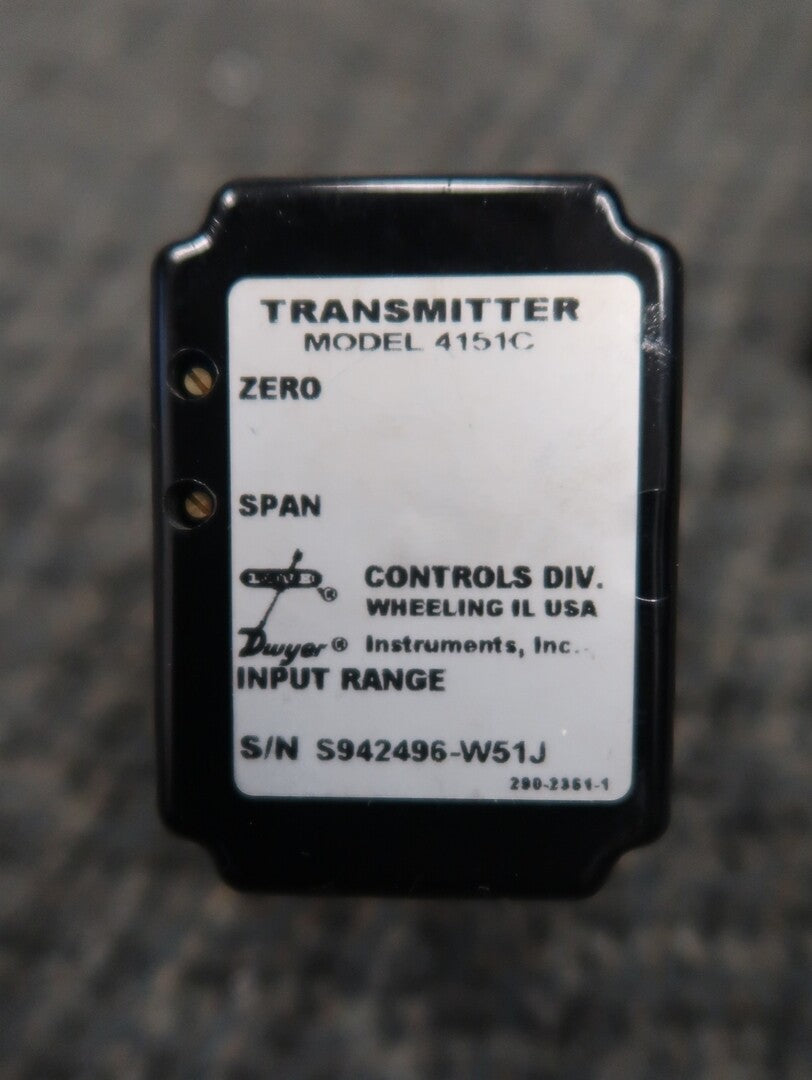 TRANSMITTER
MODEL 4151C
ZERO
SPAN
CONTROLS DIV.
WHEELING IL USA
Dwyer® Instruments, Inc.
INPUT RANGE
S/N S942496-W51J
290-2351-1